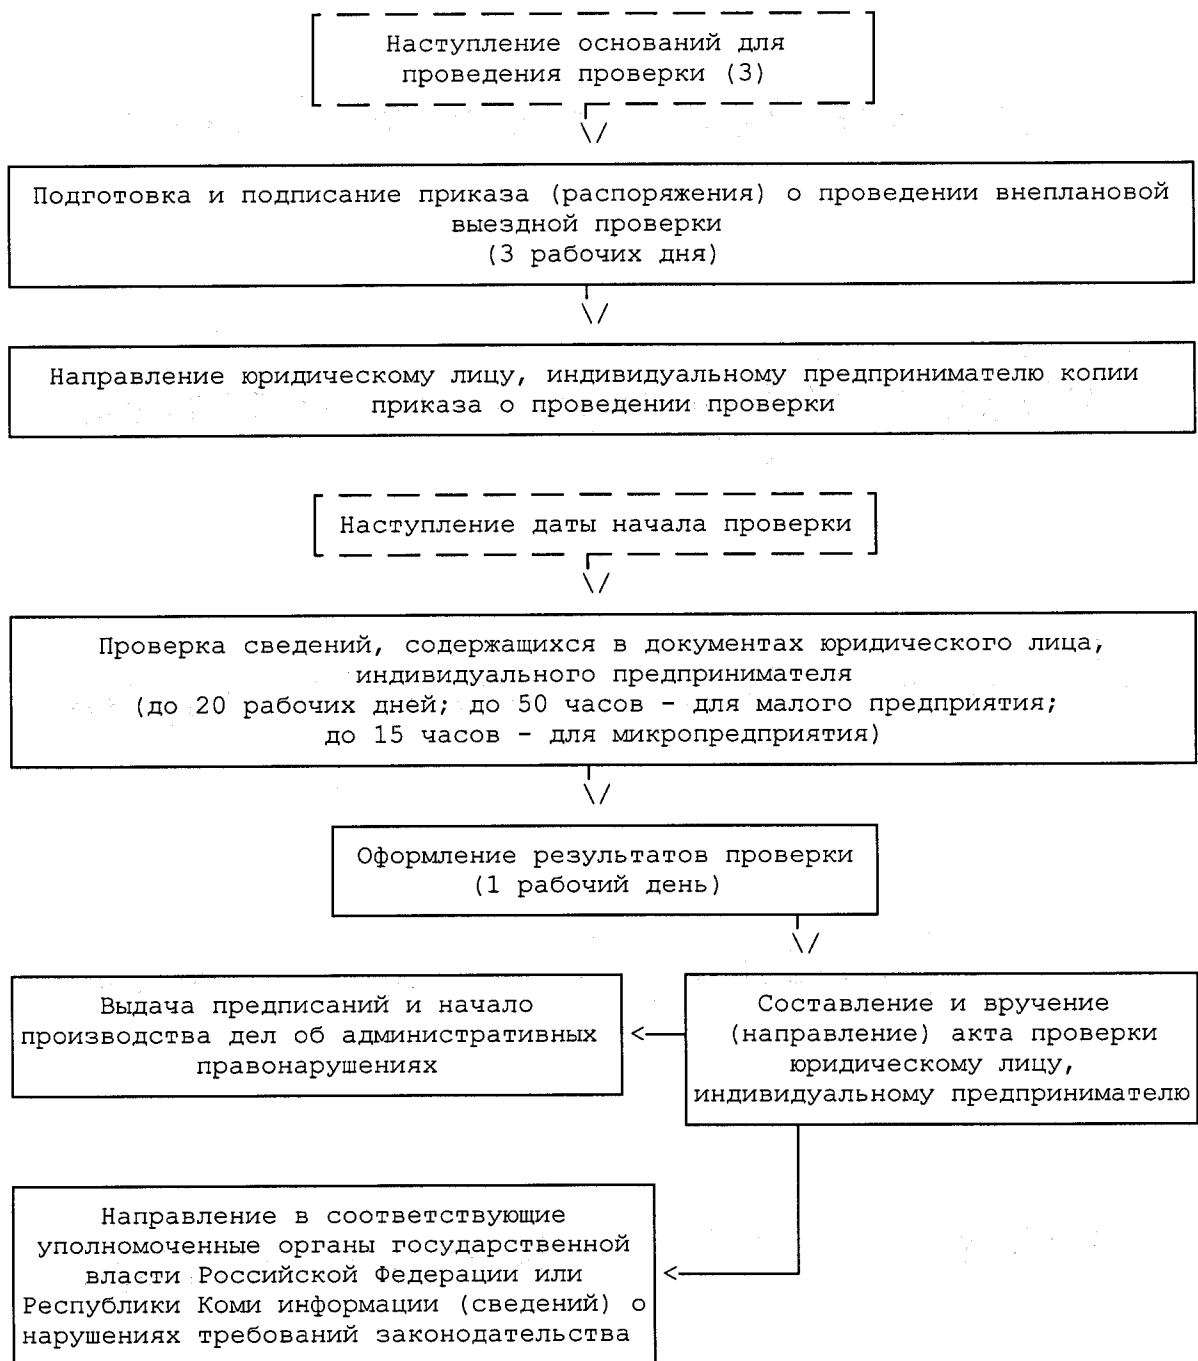 Наступление оснований для
проведения проверки (3)
Подготовка и подписание приказа (распоряжения) о проведении внеплановой
выездной проверки
(3 рабочих дня)
Направление юридическому лицу, индивидуальному предпринимателю копии
приказа о проведении проверки
Наступление даты начала проверки
Проверка сведений, содержащихся в документах юридического лица,
индивидуального предпринимателя
(до 20 рабочих дней; до 50 часов - для малого предприятия;
до 15 часов - для микропредприятия)
Оформление результатов проверки
(1 рабочий день)
Выдача предписаний и начало
производства дел об административных
правонарушениях
Составление и вручение
(направление) акта проверки
юридическому лицу,
индивидуальному предпринимателю
Направление в соответствующие
уполномоченные органы государственной
власти Российской Федерации или
Республики Коми информации (сведений) о
нарушениях требований законодательства